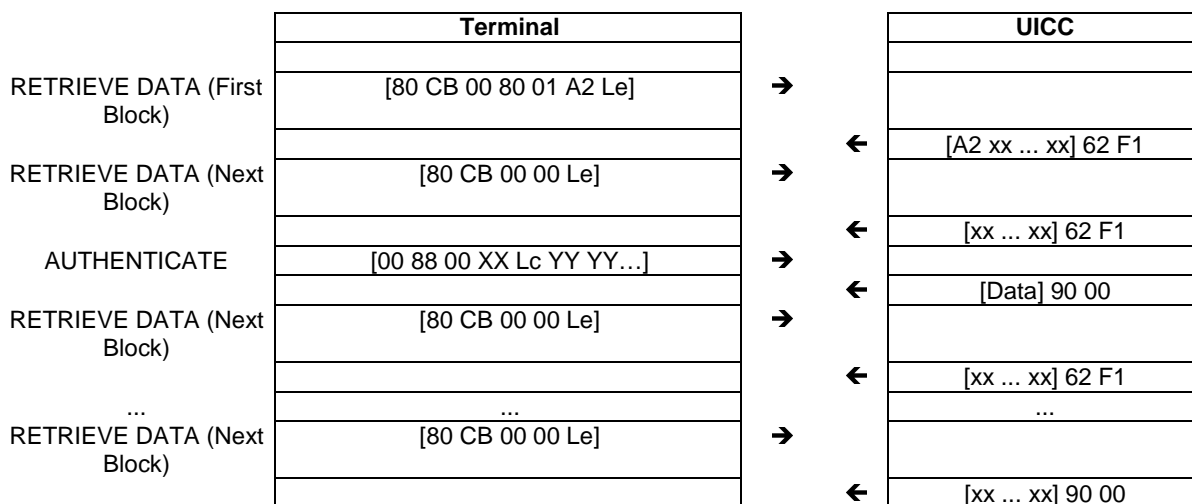 Terminal UICC
RETRIEVE DATA (First [80 CB 00 80 01 A2 Le] ➔
Block)
← [A2 xx ... xx] 62 F1
RETRIEVE DATA (Next [80 CB 00 00 Le] ➔
Block)
← [xx ... xx] 62 F1
AUTHENTICATE [00 88 00 XX Lc YY YY…] ➔
← [Data] 90 00
RETRIEVE DATA (Next [80 CB 00 00 Le] ➔
Block)
← [xx ... xx] 62 F1
... ... ...
RETRIEVE DATA (Next [80 CB 00 00 Le] ➔
Block)
← [xx ... xx] 90 00